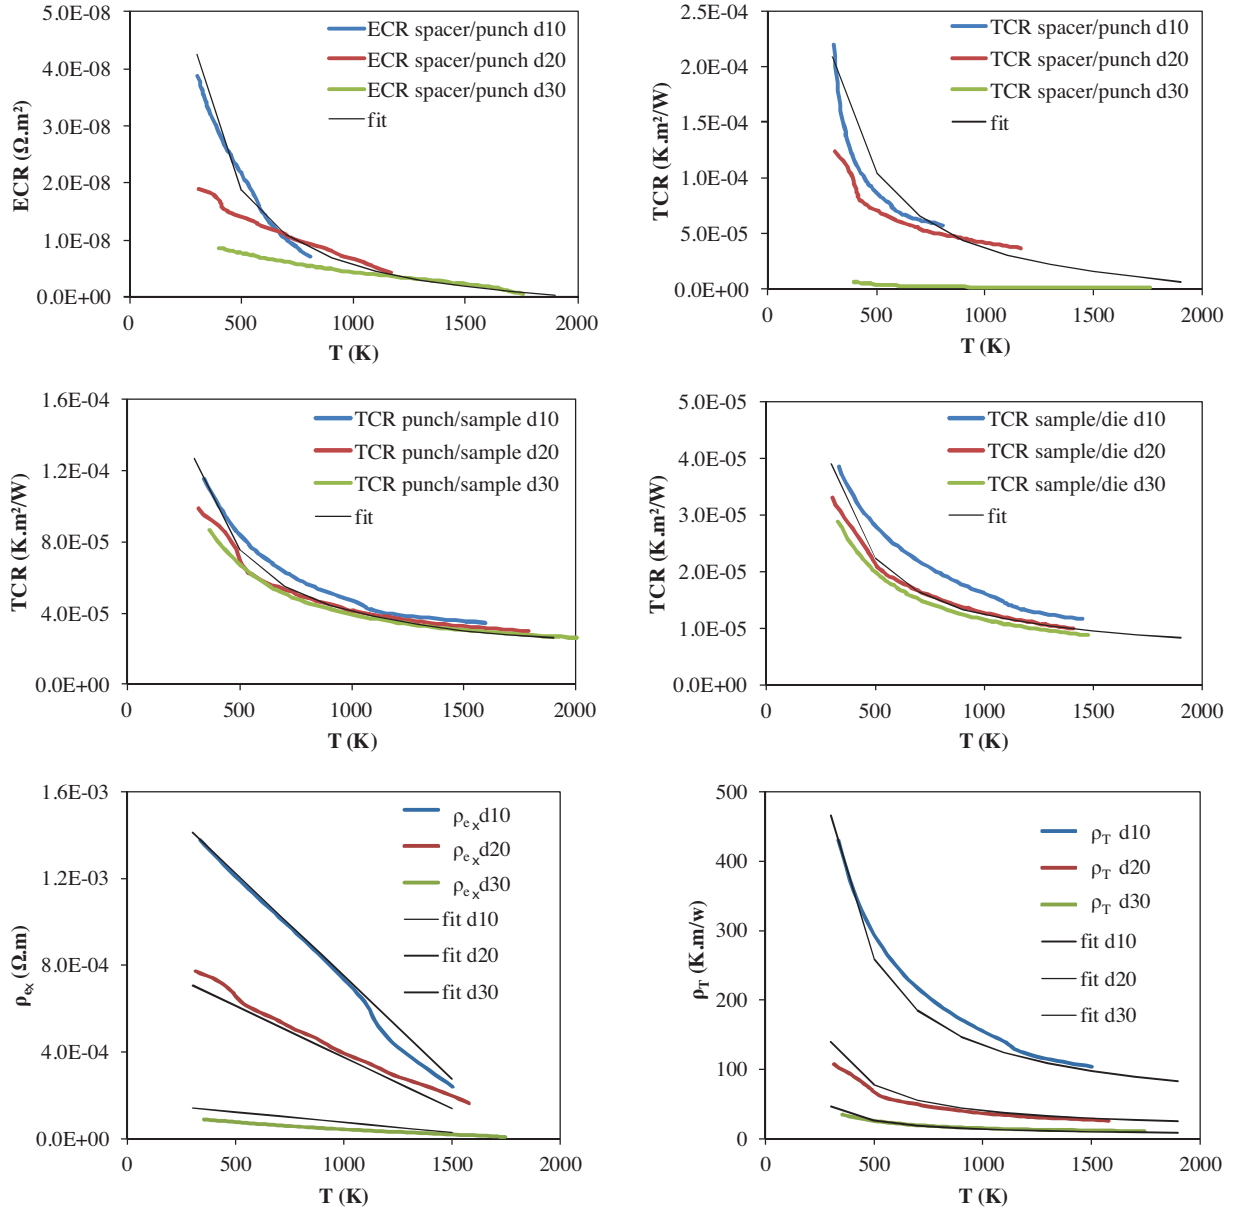 5.0E-08
4.0E-08
3.0E-08
2.0E-08
1.0E-08
0.0E+00
ECR (Ω.m²)
ECR spacer/punch d10
ECR spacer/punch d20
ECR spacer/punch d30
fit
0 500 1000 1500 2000
T (K)
2.5E-04
2.0E-04
1.5E-04
1.0E-04
5.0E-05
0.0E+00
TCR (K.m²/W)
TCR spacer/punch d10
TCR spacer/punch d20
TCR spacer/punch d30
fit
0 500 1000 1500 2000
T (K)
1.6E-04
1.2E-04
8.0E-05
4.0E-05
0.0E+00
TCR (K.m²/W)
TCR punch/sample d10
TCR punch/sample d20
TCR punch/sample d30
fit
0 500 1000 1500 2000
T (K)
5.0E-05
4.0E-05
3.0E-05
2.0E-05
1.0E-05
0.0E+00
TCR (K.m²/W)
TCR sample/die d10
TCR sample/die d20
TCR sample/die d30
fit
0 500 1000 1500 2000
T (K)
1.6E-03
1.2E-03
8.0E-04
4.0E-04
0.0E+00
ρex (Ω.m)
ρe x d10
ρe x d20
ρe x d30
fit d10
fit d20
fit d30
0 500 1000 1500 2000
T (K)
500
400
300
200
100
0
ρT (K.m/w)
ρT d10
ρT d20
ρT d30
fit d10
fit d20
fit d30
0 500 1000 1500 2000
T (K)